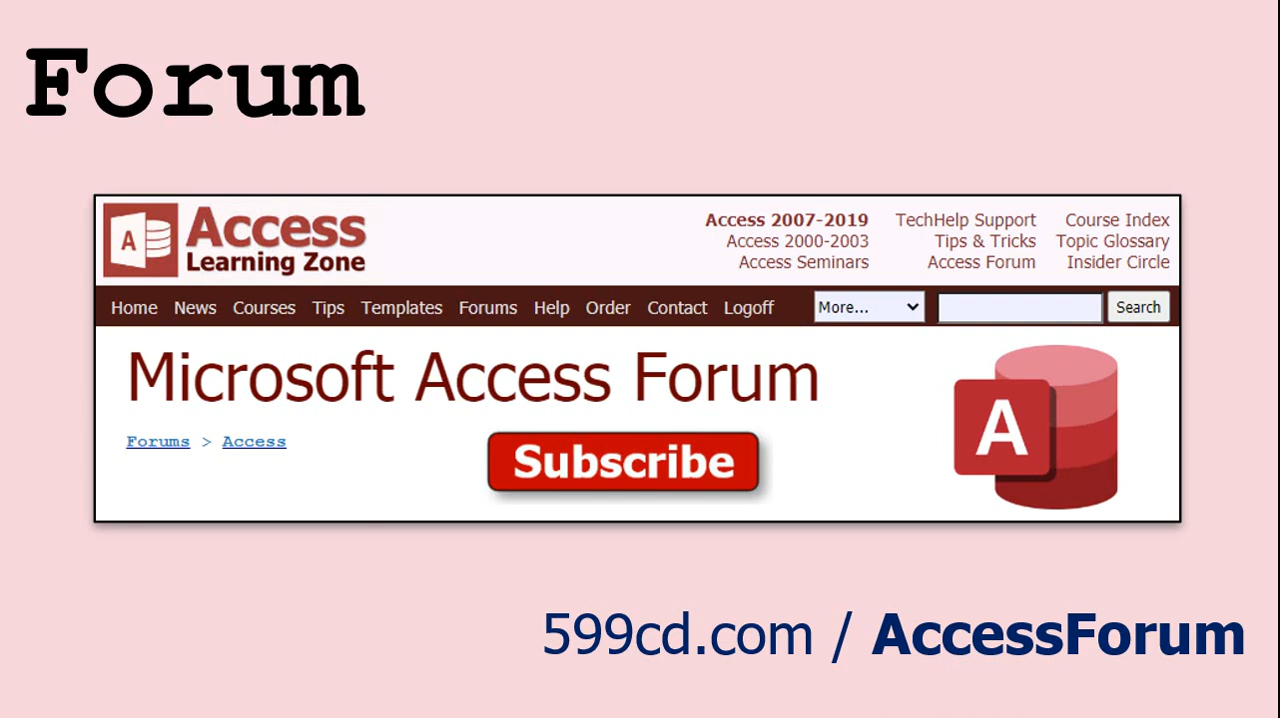 Forum
A
Access
Learning Zone
Access 2007-2019 TechHelp Support Course Index
Access 2000-2003 Tips & Tricks Topic Glossary
Access Seminars Access Forum Insider Circle
Home News Courses Tips Templates Forums Help Order Contact Logoff More... Search
Microsoft Access Forum
Forums > Access
Subscribe
A
599cd.com / AccessForum